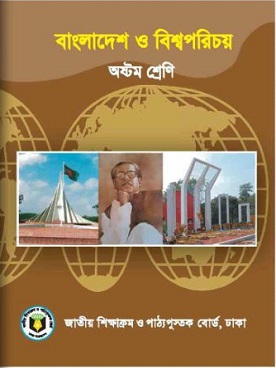 বাংলাদেশ ও বিশ্বপরিচয়
অষ্টম শ্রেণি
জাতীয় শিক্ষাক্রম ও পাঠ্যপুস্তক বোর্ড, ঢাকা